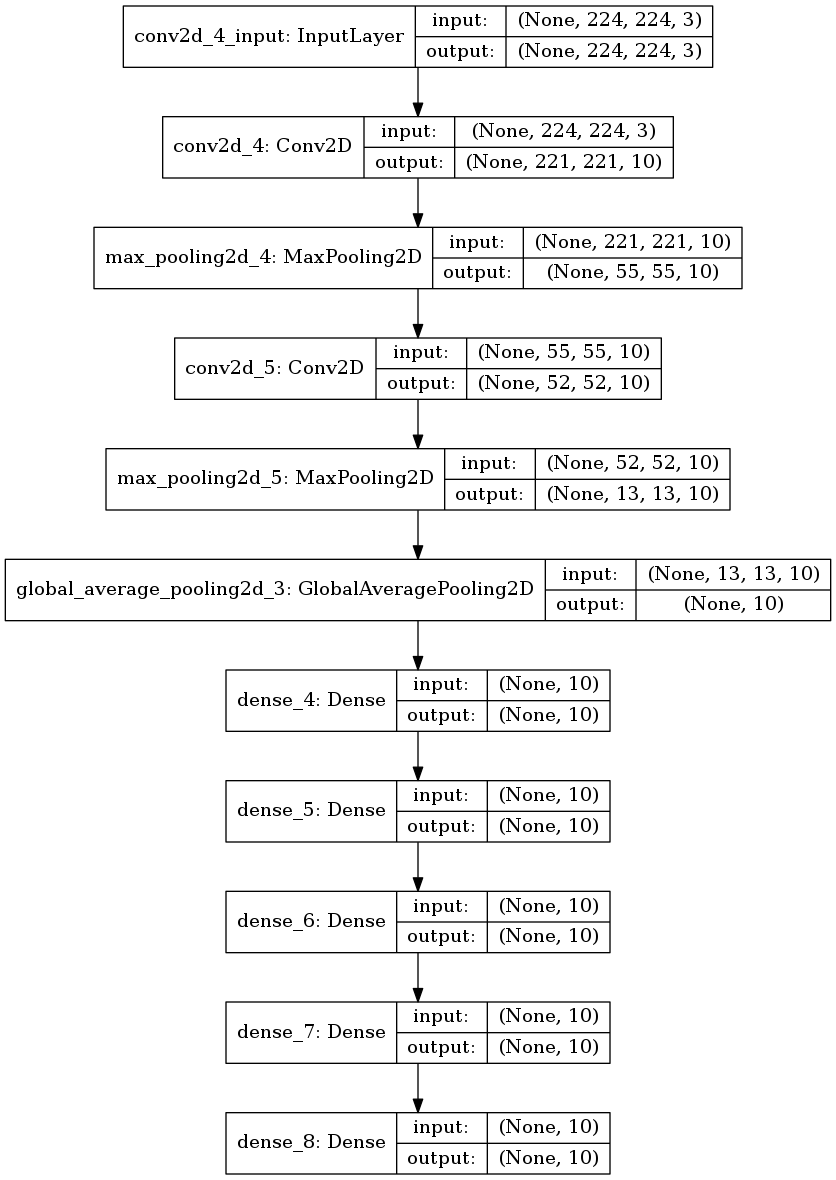 conv2d_4_input: InputLayer
input: (None, 224, 224, 3)
output: (None, 224, 224, 3)
conv2d_4: Conv2D
input: (None, 224, 224, 3)
output: (None, 221, 221, 10)
max_pooling2d_4: MaxPooling2D
input: (None, 221, 221, 10)
output: (None, 55, 55, 10)
conv2d_5: Conv2D
input: (None, 55, 55, 10)
output: (None, 52, 52, 10)
max_pooling2d_5: MaxPooling2D
input: (None, 52, 52, 10)
output: (None, 13, 13, 10)
global_average_pooling2d_3: GlobalAveragePooling2D
input: (None, 13, 13, 10)
output: (None, 10)
dense_4: Dense
input: (None, 10)
output: (None, 10)
dense_5: Dense
input: (None, 10)
output: (None, 10)
dense_6: Dense
input: (None, 10)
output: (None, 10)
dense_7: Dense
input: (None, 10)
output: (None, 10)
dense_8: Dense
input: (None, 10)
output: (None, 10)